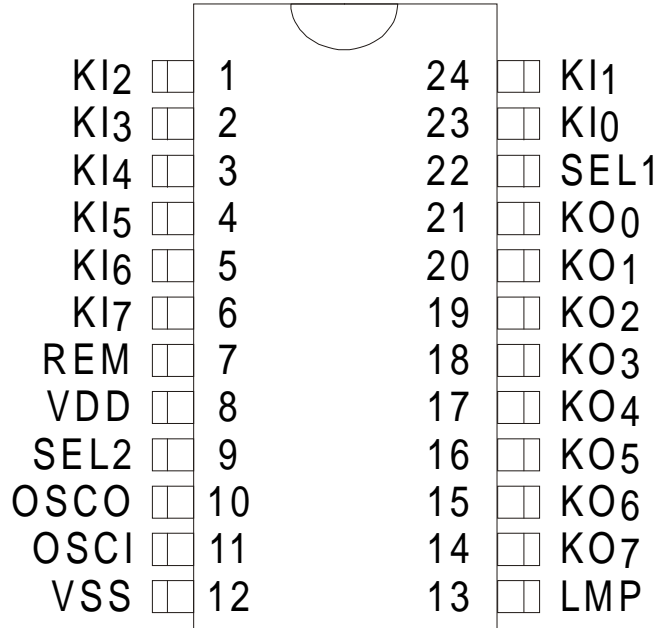 KI2 1 24 KI1
KI3 2 23 KI0
KI4 3 22 SEL1
KI5 4 21 KO0
KI6 5 20 KO1
KI7 6 19 KO2
REM 7 18 KO3
VDD 8 17 KO4
SEL2 9 16 KO5
OSCO 10 15 KO6
OSCI 11 14 KO7
VSS 12 13 LMP